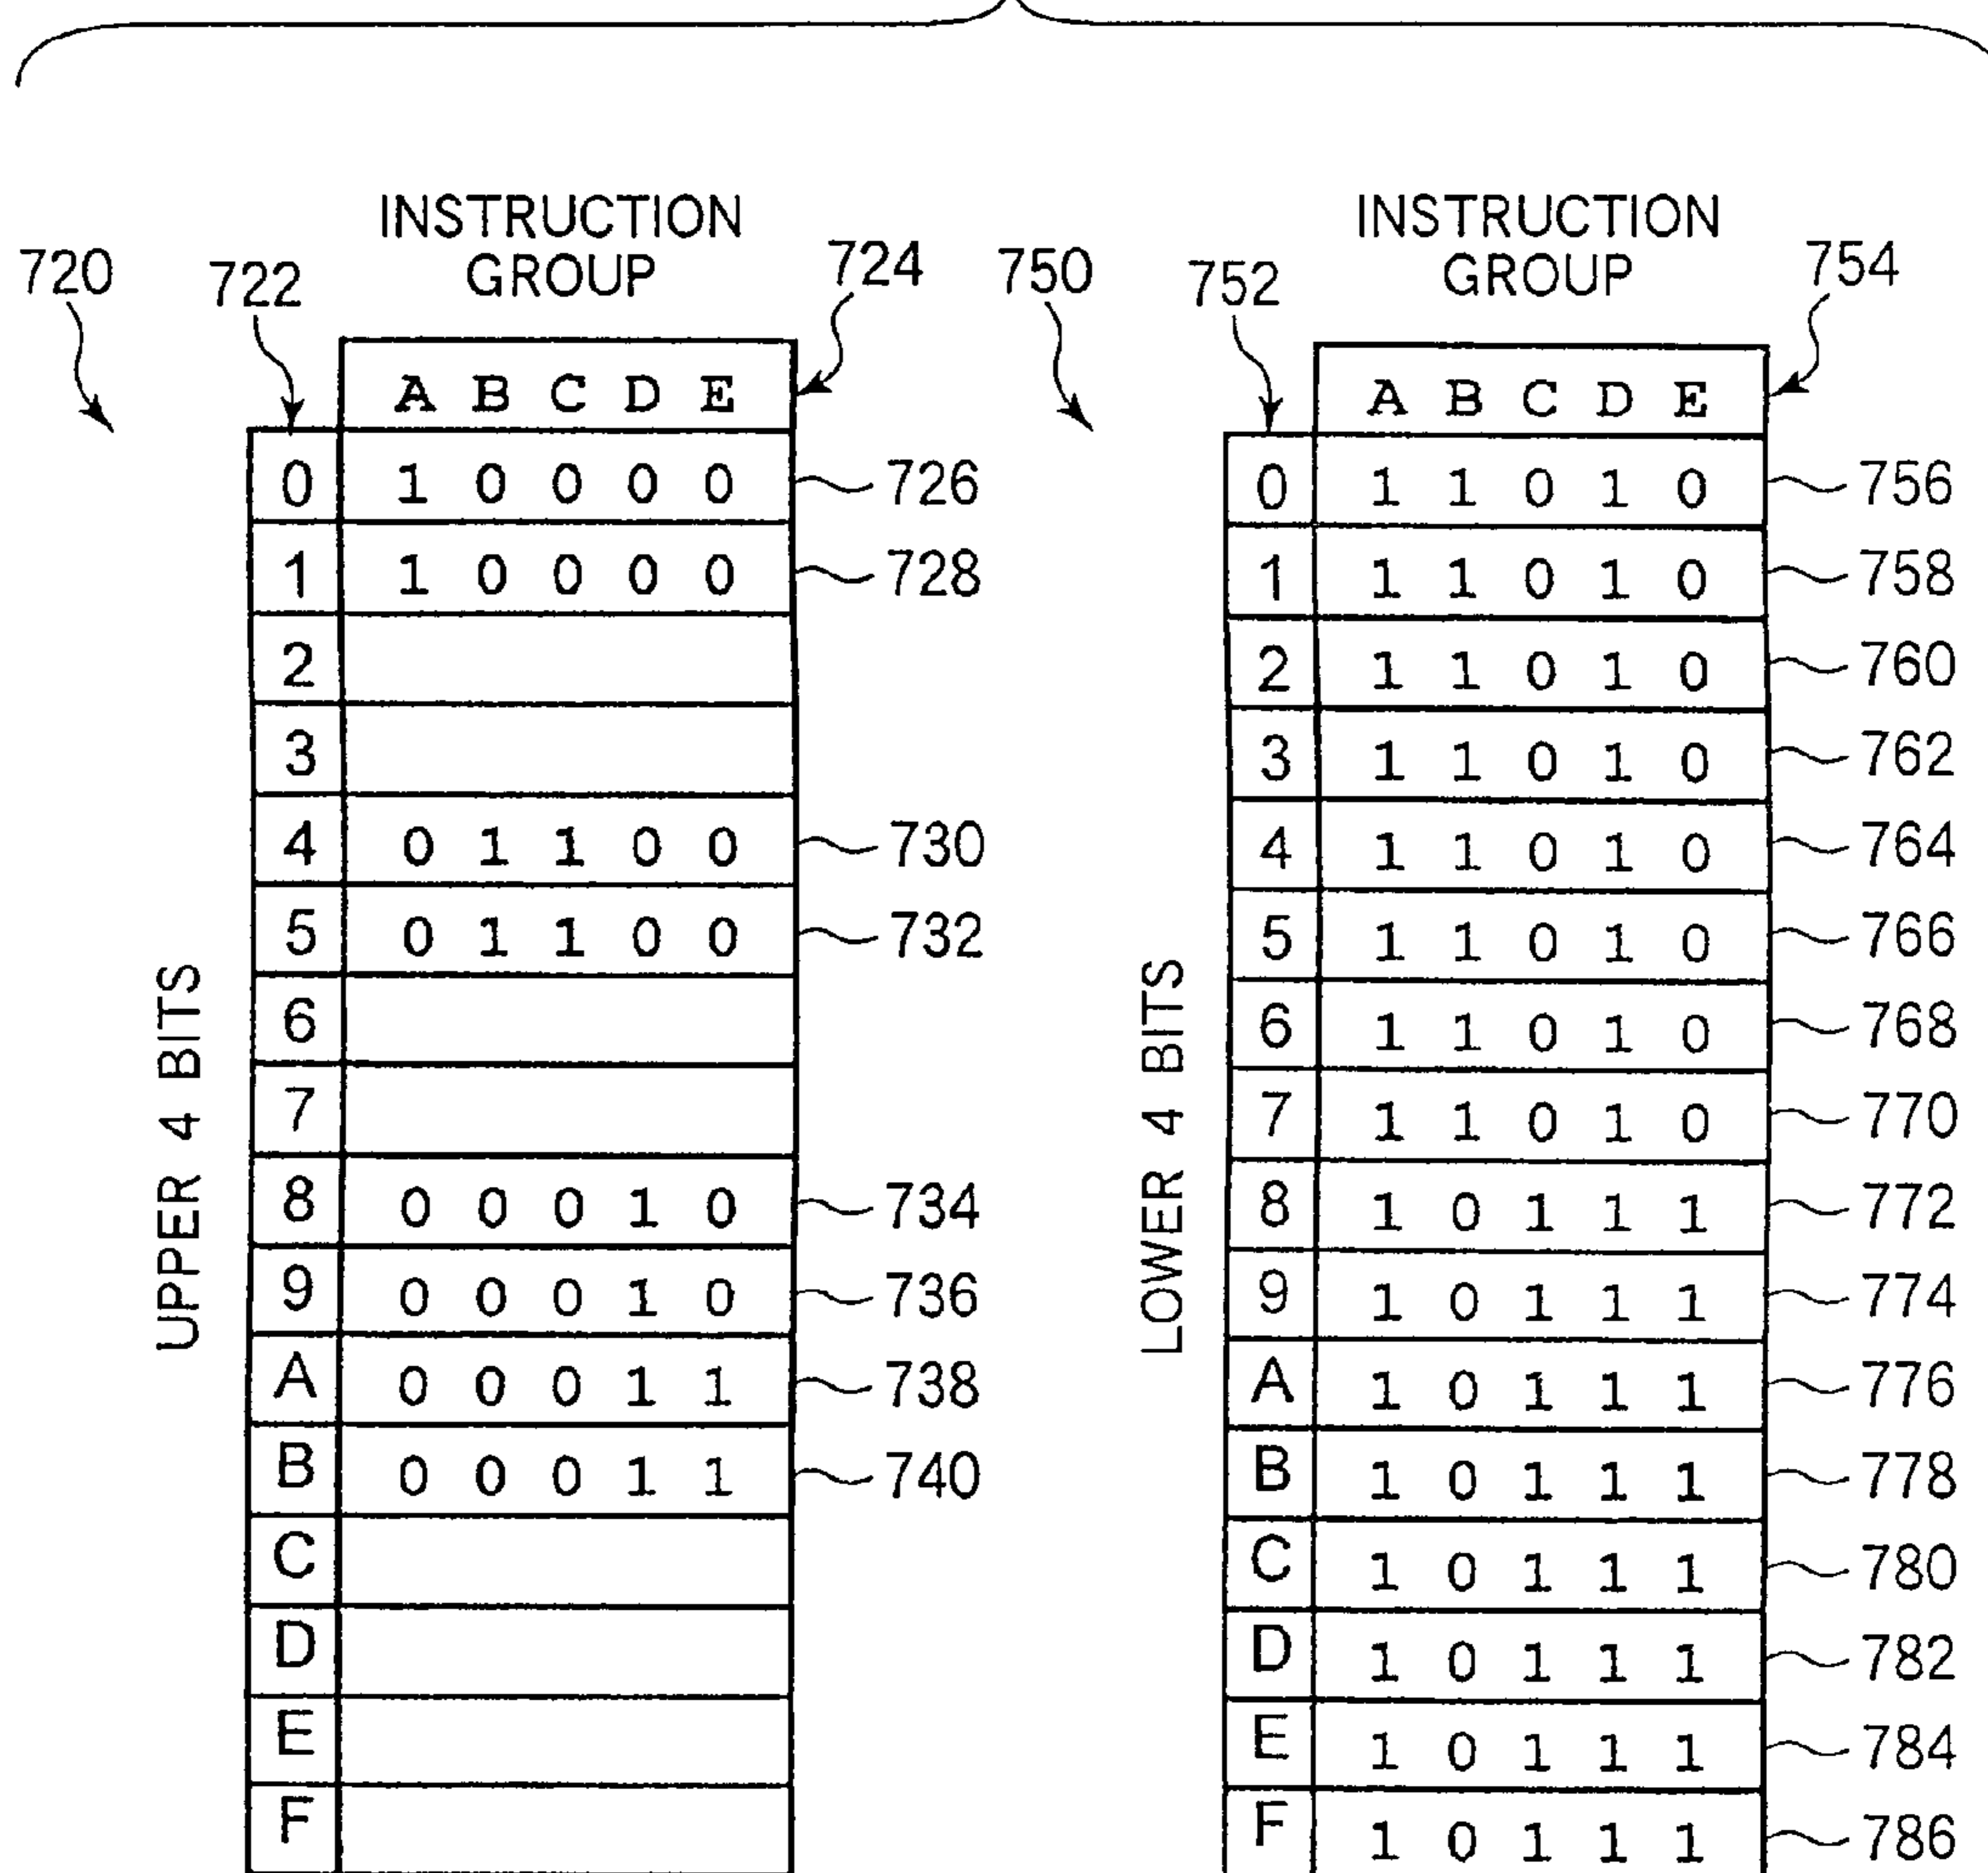 INSTRUCTION GROUP
720
722
724
A B C D E
UPPER 4 BITS
0 1 0 0 0 0 726
1 1 0 0 0 0 728
2
3
4 0 1 1 0 0 730
5 0 1 1 0 0 732
6
7
8 0 0 0 1 0 734
9 0 0 0 1 0 736
A 0 0 0 1 1 738
B 0 0 0 1 1 740
C
D
E
F
INSTRUCTION GROUP
750
752
754
A B C D E
LOWER 4 BITS
0 1 1 0 1 0 756
1 1 1 0 1 0 758
2 1 1 0 1 0 760
3 1 1 0 1 0 762
4 1 1 0 1 0 764
5 1 1 0 1 0 766
6 1 1 0 1 0 768
7 1 1 0 1 0 770
8 1 0 1 1 1 772
9 1 0 1 1 1 774
A 1 0 1 1 1 776
B 1 0 1 1 1 778
C 1 0 1 1 1 780
D 1 0 1 1 1 782
E 1 0 1 1 1 784
F 1 0 1 1 1 786